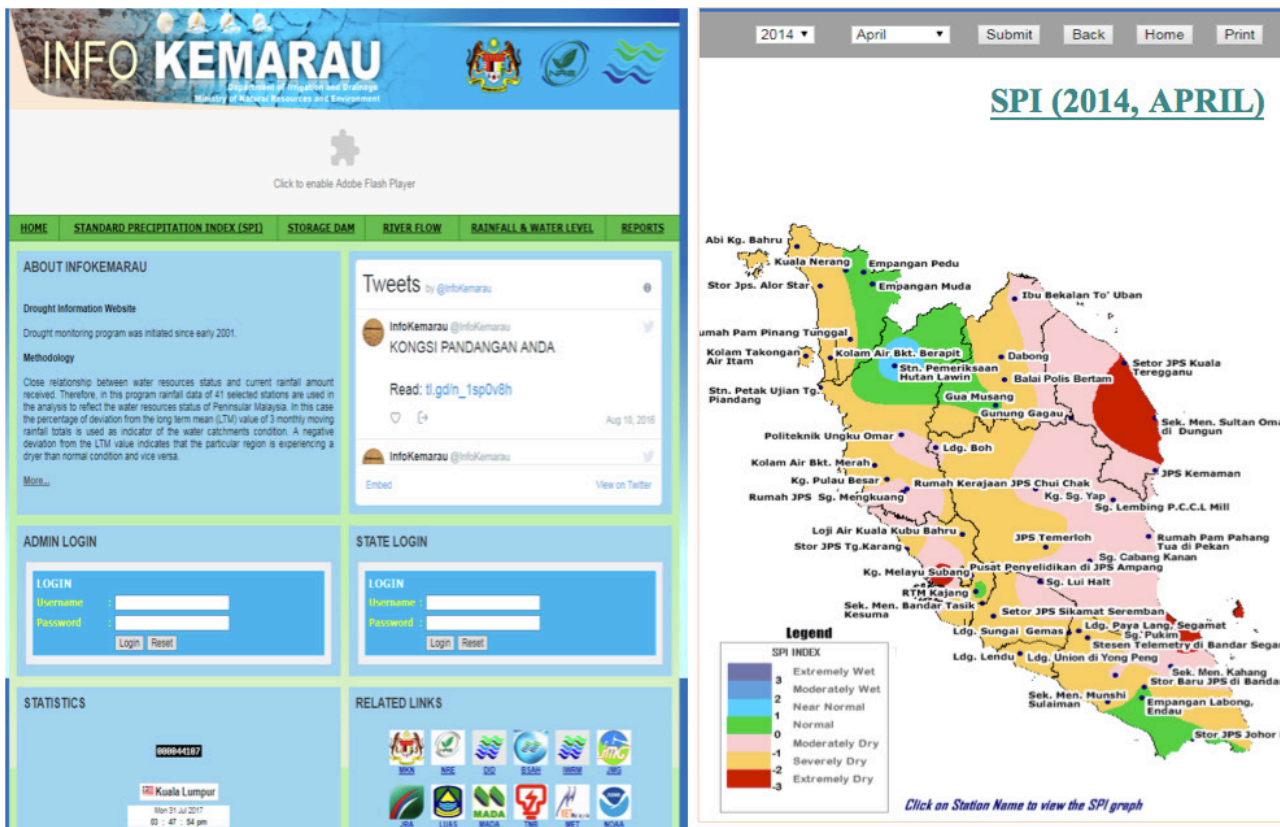 INFO KEMARAU
Department of Irrigation and Drainage
Ministry of Natural Resources and Environment
NRE
Click to enable Adobe Flash Player
HOME STANDARD PRECIPITATION INDEX (SPI) STORAGE DAM RIVER FLOW RAINFALL & WATER LEVEL REPORTS
ABOUT INFOKEMARAU
Drought Information Website
Drought monitoring program was initiated since early 2001.
Methodology
Close relationship between water resources status and current rainfall amount
received. Therefore, in this program rainfall data of 41 selected stations are used in
the analysis to reflect the water resources status of Peninsular Malaysia. In this case
the percentage of deviation from the long term mean (LTM) value of 3 monthly moving
rainfall totals is used as indicator of the water catchments condition. A negative
deviation from the LTM value indicates that the particular region is experiencing a
dryer than normal condition and vice versa.
More...
Tweets by @InfoKemarau
InfoKemarau @InfoKemarau
KONGSI PANDANGAN ANDA
Read: tl.gd/n_1sp0v8h
Aug 18, 2016
InfoKemarau @InfoKemarau
Embed View on Twitter
ADMIN LOGIN
LOGIN
Username :
Password :
Login Reset
STATE LOGIN
LOGIN
Username :
Password :
Login Reset
STATISTICS
000044107
Kuala Lumpur
Mon 31 Jul 2017
03 : 47 : 54 pm
RELATED LINKS
MKN NRE DID BSAH IWRM JMG
JBA LUAS MADA TNB MET NOAA
2014 April Submit Back Home Print
SPI (2014, APRIL)
Abi Kg. Bahru
Kuala Nerang
Empangan Pedu
Stor Jps. Alor Star
Empangan Muda
Ibu Bekalan To' Uban
umah Pam Pinang Tunggal
Kolam Takongan
Air Itam
Kolam Air Bkt. Berapit
Stn. Pemeriksaan
Hutan Lawin
Dabong
Balai Polis Bertam
Setor JPS Kuala
Teregganu
Stn. Petak Ujian Tg.
Piandang
Gua Musang
Gunung Gagau
Sek. Men. Sultan Oma
di Dungun
Politeknik Ungku Omar
Ldg. Boh
Kolam Air Bkt. Merah
JPS Kemaman
Kg. Pulau Besar
Rumah Kerajaan JPS Chui Chak
Rumah JPS Sg. Mengkuang
Kg. Sg. Yap
Sg. Lembing P.C.C.L Mill
Loji Air Kuala Kubu Bahru
Stor JPS Tg.Karang
JPS Temerloh
Rumah Pam Pahang
Tua di Pekan
Sg. Cabang Kanan
Kg. Melayu Subang
Pusat Penyelidikan di JPS Ampang
RTM Kajang
Sg. Lui Halt
Sek. Men. Bandar Tasik
Kesuma
Setor JPS Sikamat Seremban
Ldg. Sungai Gemas
Ldg. Paya Lang, Segamat
Sg. Pukim
Stesen Telemetry di Bandar Segar
Ldg. Lendu
Ldg. Union di Yong Peng
Sek. Men. Kahang
Stor Baru JPS di Bandar
Sek. Men. Munshi
Sulaiman
Empangan Labong,
Endau
Stor JPS Johor
Legend
SPI INDEX
Extremely Wet
3
Moderately Wet
2
Near Normal
1
Normal
0
Moderately Dry
-1
Severely Dry
-2
Extremely Dry
-3
Click on Station Name to view the SPI graph